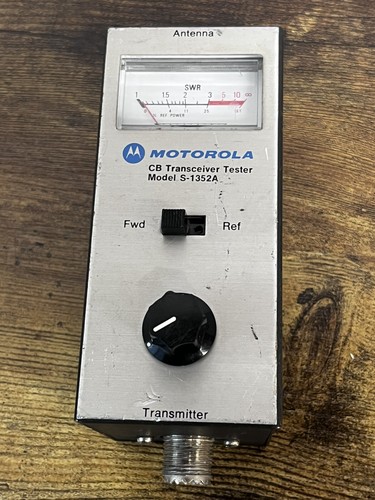 Antenna
SWR
1 1.5 2 3 5 10
% REF POWER
MOTOROLA
CB Transceiver Tester
Model S-1352A
Fwd Ref
Transmitter